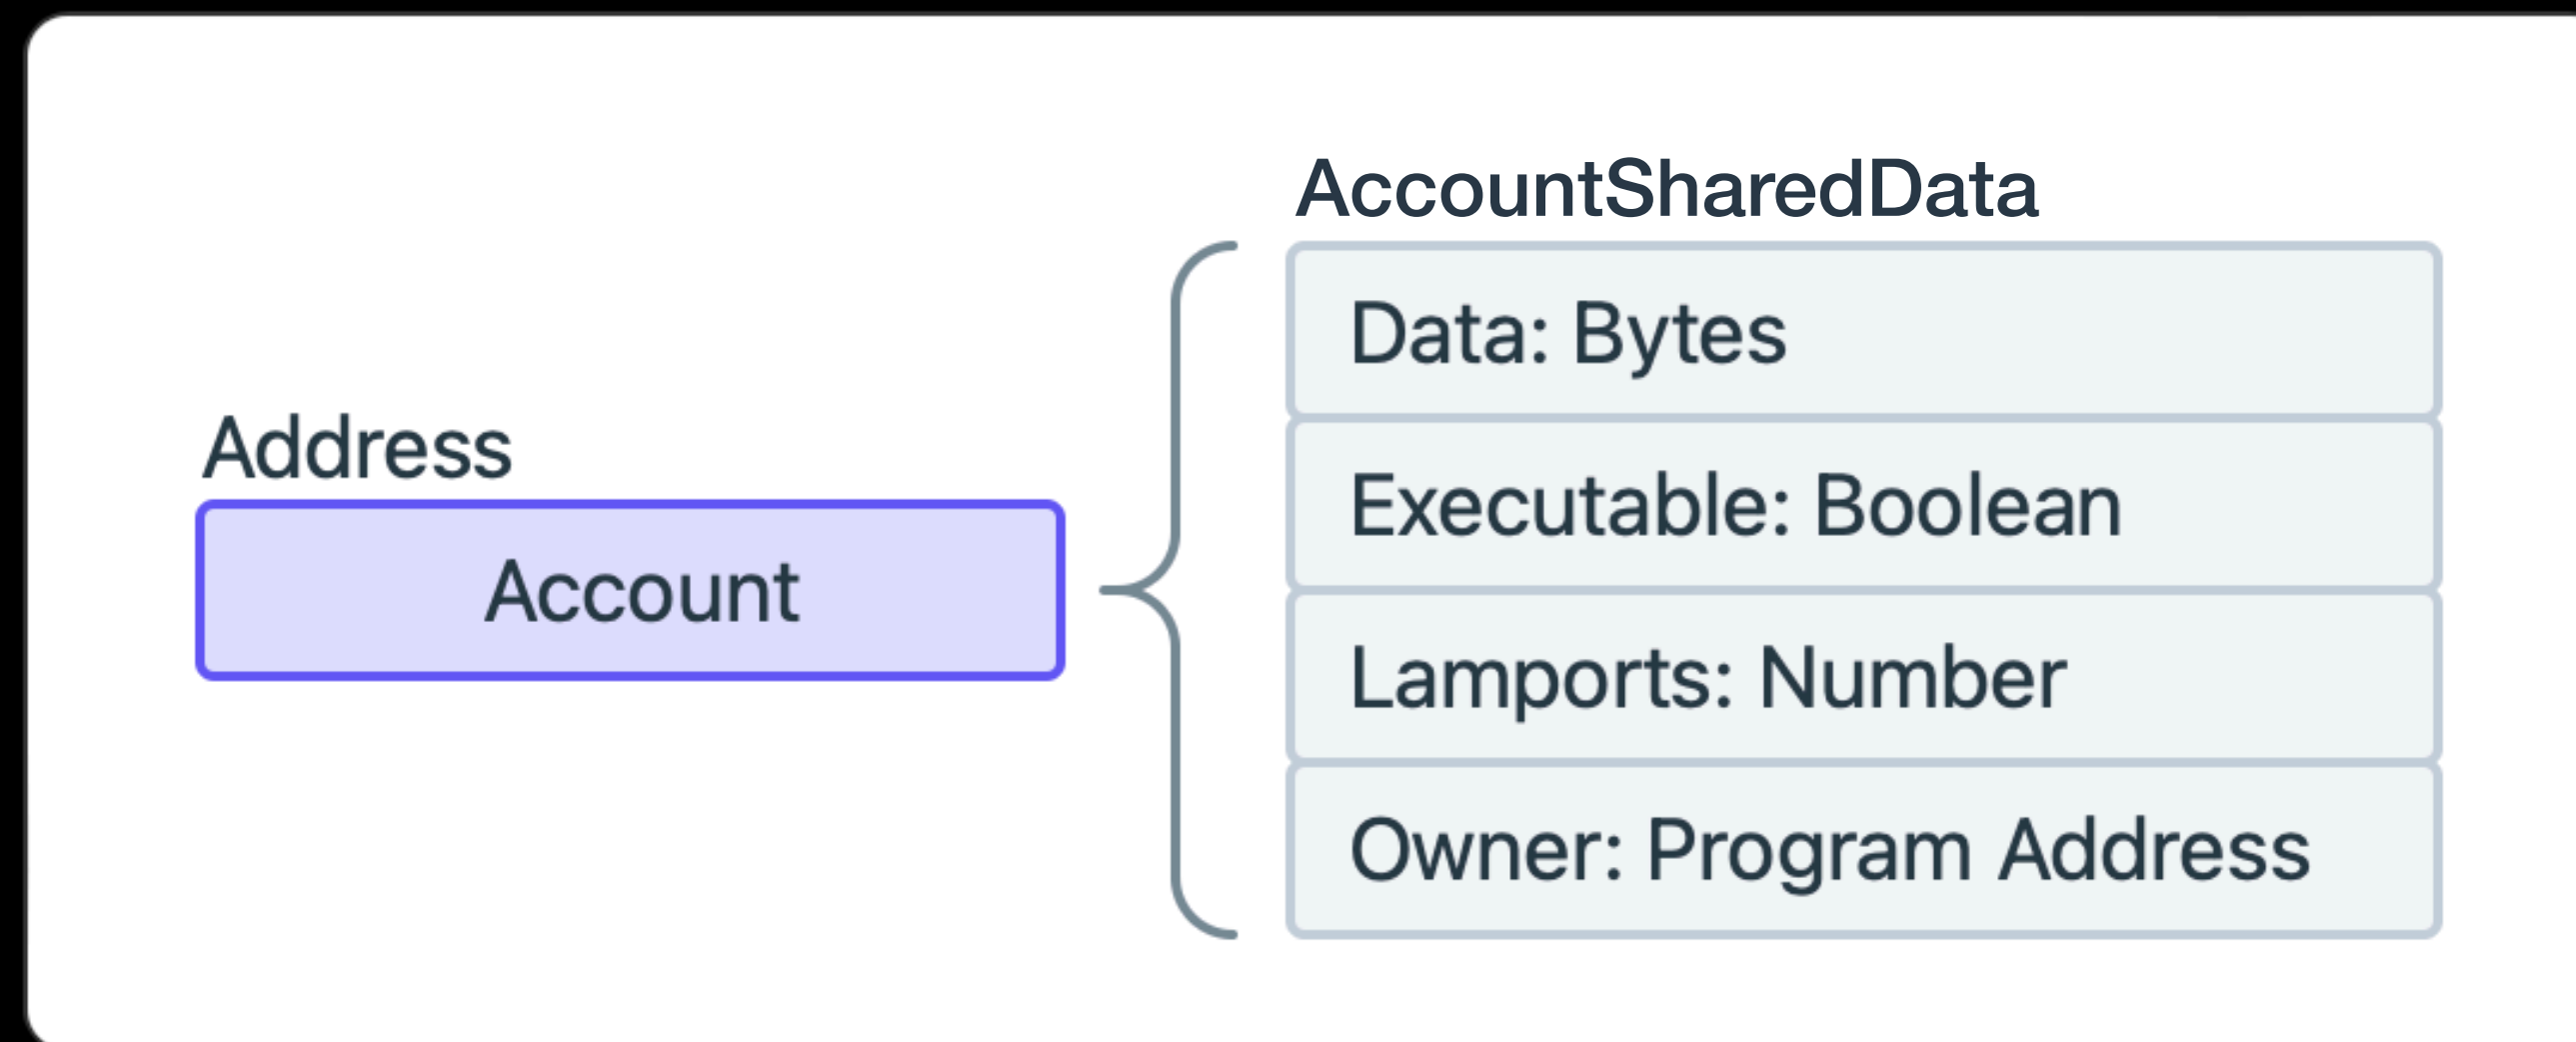 Address
Account
AccountSharedData
Data: Bytes
Executable: Boolean
Lamports: Number
Owner: Program Address